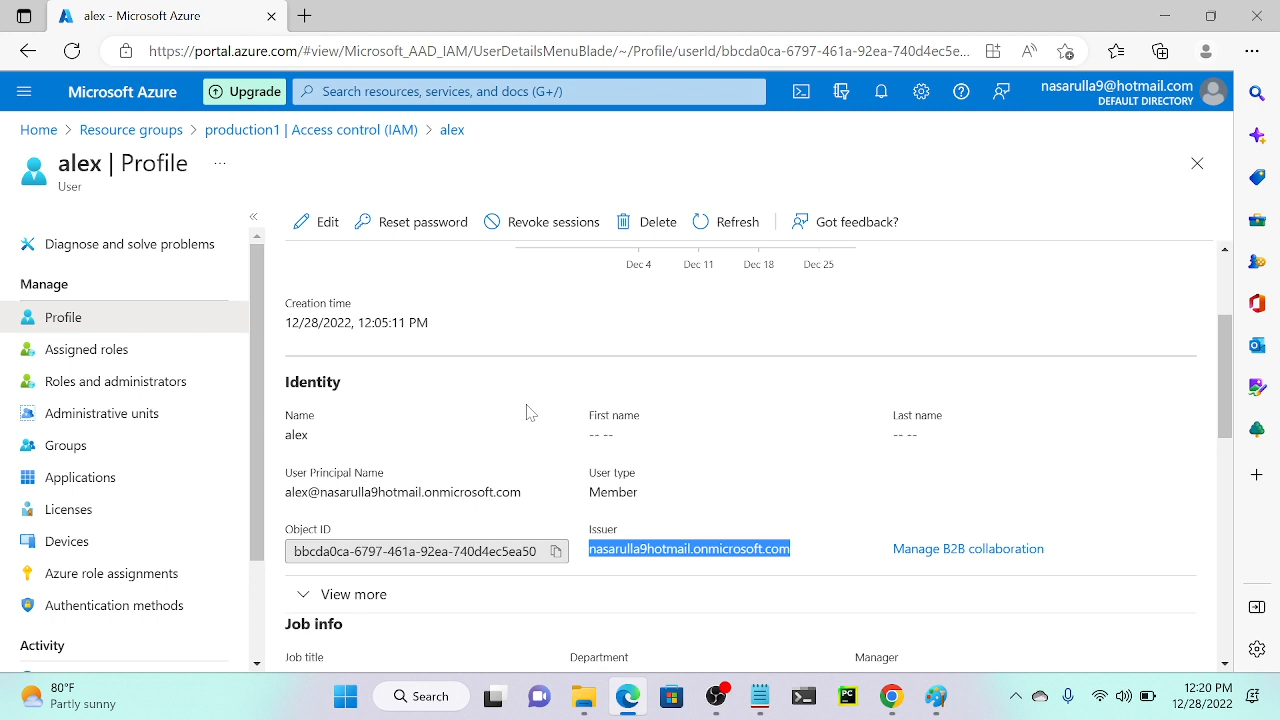 alex - Microsoft Azure
https://portal.azure.com/#view/Microsoft_AAD_IAM/UserDetailsMenuBlade/~/Profile/userId/bbcda0ca-6797-461a-92ea-740d4ec5e...
Microsoft Azure
Upgrade
Search resources, services, and docs (G+/)
nasarulla9@hotmail.com
DEFAULT DIRECTORY
Home > Resource groups > production1 | Access control (IAM) > alex
alex | Profile ...
User
Edit
Reset password
Revoke sessions
Delete
Refresh
Got feedback?
Diagnose and solve problems
Manage
Profile
Assigned roles
Roles and administrators
Administrative units
Groups
Applications
Licenses
Devices
Azure role assignments
Authentication methods
Activity
Dec 4 Dec 11 Dec 18 Dec 25
Creation time
12/28/2022, 12:05:11 PM
Identity
Name First name Last name
alex -- -- -- --
User Principal Name User type
alex@nasarulla9hotmail.onmicrosoft.com Member
Object ID Issuer
bbcda0ca-6797-461a-92ea-740d4ec5ea50 nasarulla9hotmail.onmicrosoft.com Manage B2B collaboration
View more
Job info
Job title Department Manager
80°F
Partly sunny
Search
12:20 PM
12/28/2022